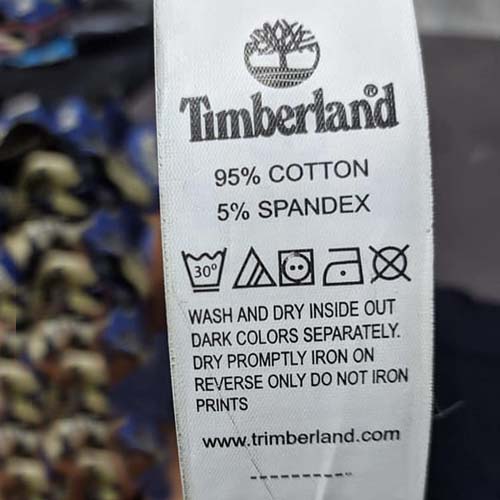 Timberland®
95% COTTON
5% SPANDEX
30°
WASH AND DRY INSIDE OUT
DARK COLORS SEPARATELY.
DRY PROMPTLY IRON ON
REVERSE ONLY DO NOT IRON
PRINTS
www.trimberland.com